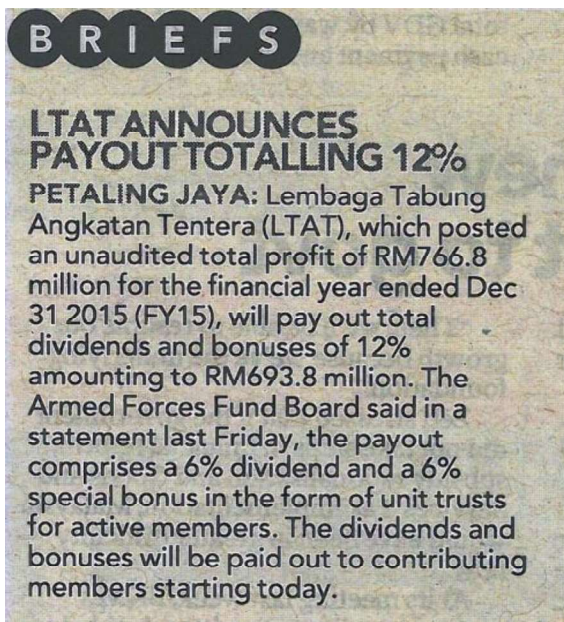 BRIEFS
LTAT ANNOUNCES
PAYOUT TOTALLING 12%
PETALING JAYA: Lembaga Tabung
Angkatan Tentera (LTAT), which posted
an unaudited total profit of RM766.8
million for the financial year ended Dec
31 2015 (FY15), will pay out total
dividends and bonuses of 12%
amounting to RM693.8 million. The
Armed Forces Fund Board said in a
statement last Friday, the payout
comprises a 6% dividend and a 6%
special bonus in the form of unit trusts
for active members. The dividends and
bonuses will be paid out to contributing
members starting today.